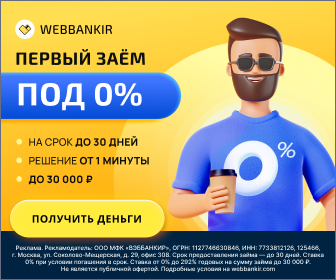 WEBBANKIR
ПЕРВЫЙ ЗАЁМ
ПОД 0%
НА СРОК ДО 30 ДНЕЙ
РЕШЕНИЕ ОТ 1 МИНУТЫ
ДО 30 000 ₽
0%
ПОЛУЧИТЬ ДЕНЬГИ
Реклама. Рекламодатель: ООО МФК «ВЭББАНКИР», ОГРН: 1127746630846, ИНН: 7733812126, 125466,
г. Москва, ул. Соколово-Мещерская, д. 29, офис 308. Срок предоставления займа — до 30 дней. Ставка
0% при условии погашения в срок. Ставка от 0% до 292% годовых на сумму займа до 30 000 ₽.
Не является публичной офертой. Подробные условия на webbankir.com